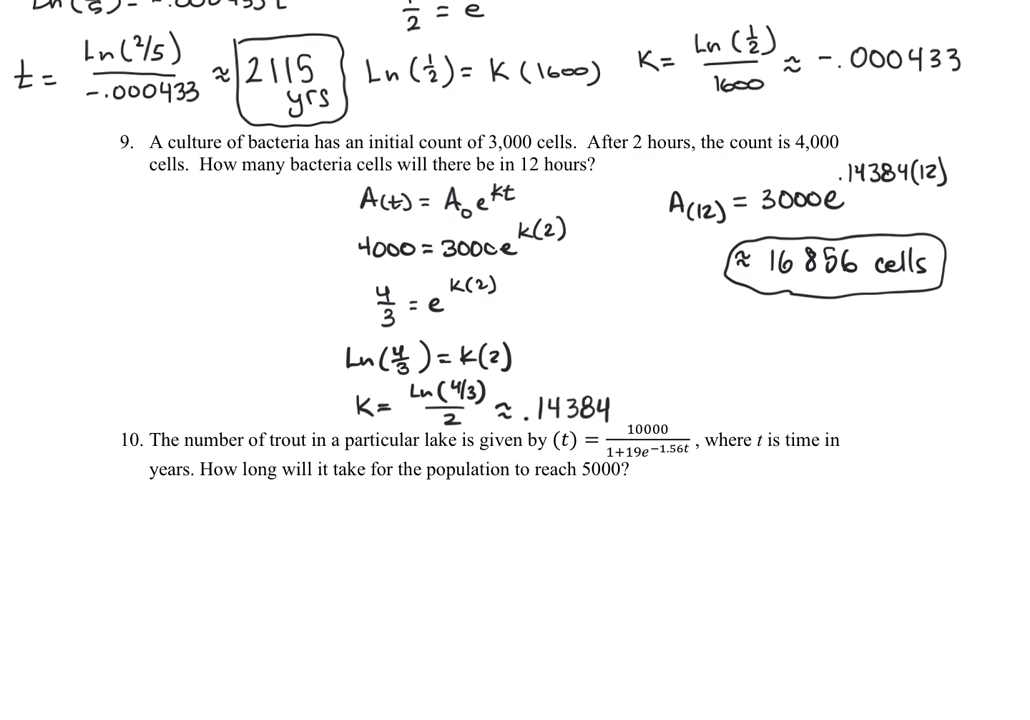 1/2 = e
t = Ln(2/5) / -.000433 ≈ 2115 yrs
Ln(1/2) = K(1600)
K = Ln(1/2) / 1600 ≈ -.000433
9. A culture of bacteria has an initial count of 3,000 cells. After 2 hours, the count is 4,000
cells. How many bacteria cells will there be in 12 hours?
A(t) = A₀e^kt
4000 = 3000e^k(2)
4/3 = e^k(2)
Ln(4/3) = k(2)
K = Ln(4/3) / 2 ≈ .14384
A(12) = 3000e^.14384(12)
≈ 16 856 cells
10. The number of trout in a particular lake is given by (t) = 10000 / 1+19e^−1.56t , where t is time in
years. How long will it take for the population to reach 5000?